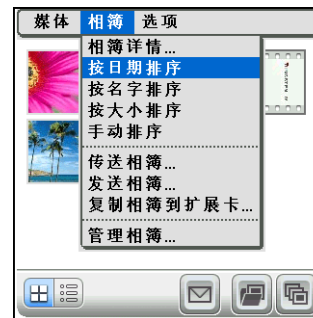 媒体 相簿 选项
相簿详情...
按日期排序
按名字排序
按大小排序
手动排序
传送相簿...
发送相簿...
复制相簿到扩展卡...
管理相簿...